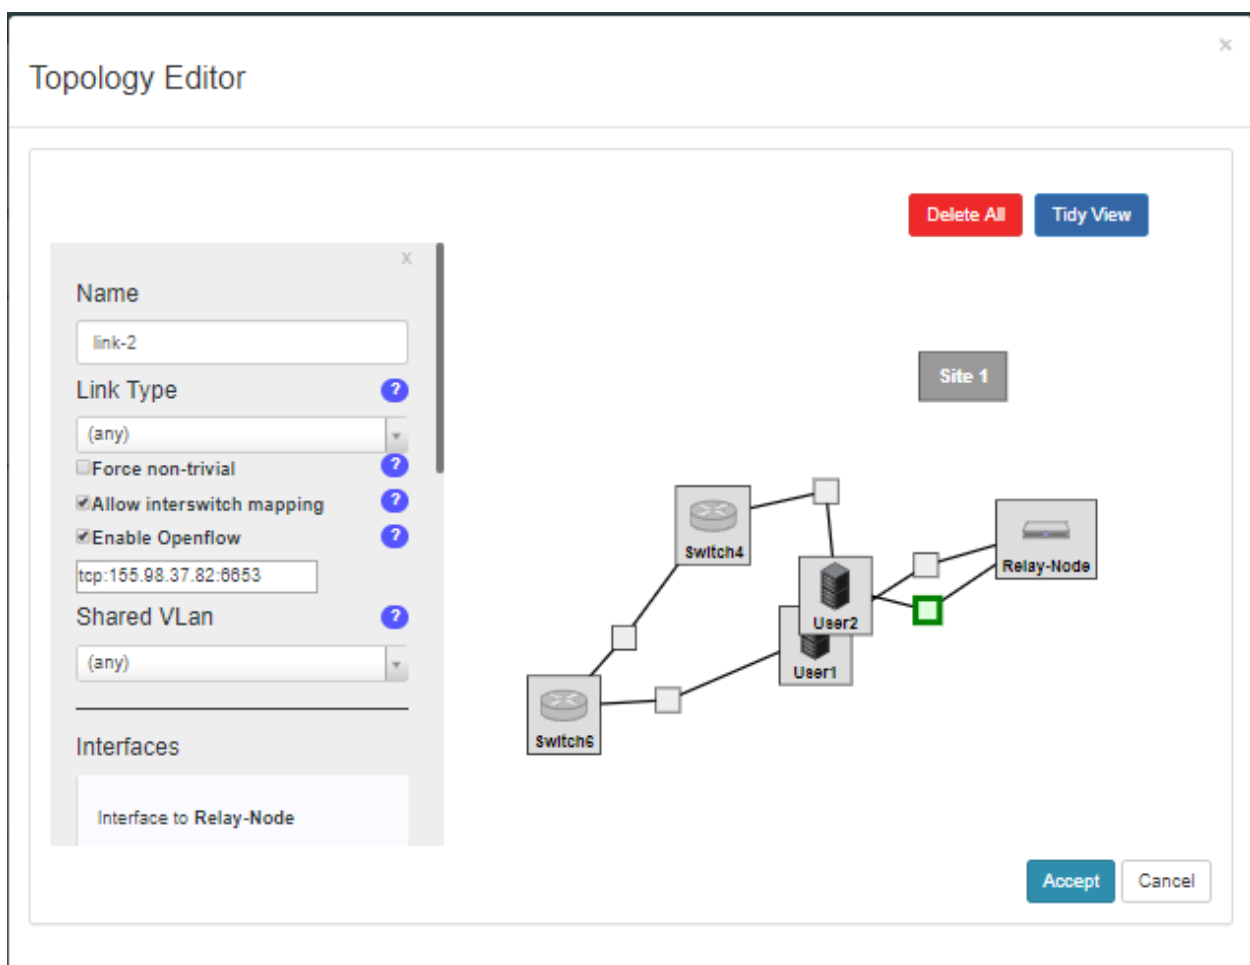 ×
Topology Editor
Delete All
Tidy View
x
Name
link-2
Link Type
?
(any)
Force non-trivial
?
Allow interswitch mapping
?
Enable Openflow
?
tcp:155.98.37.82:6653
Shared VLan
?
(any)
Interfaces
Interface to Relay-Node
Site 1
Switch4
Relay-Node
User2
User1
Switch6
Accept
Cancel